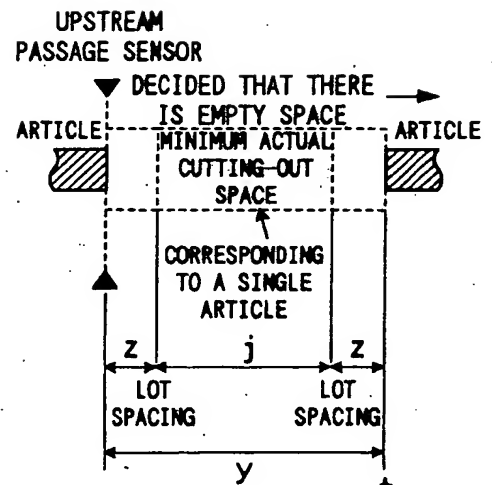 UPSTREAM
PASSAGE SENSOR
DECIDED THAT THERE
IS EMPTY SPACE
ARTICLE
MINIMUM ACTUAL
ARTICLE
CUTTING-OUT
SPACE
CORRESPONDING
TO A SINGLE
ARTICLE
z j z
LOT
SPACING
LOT
SPACING
y